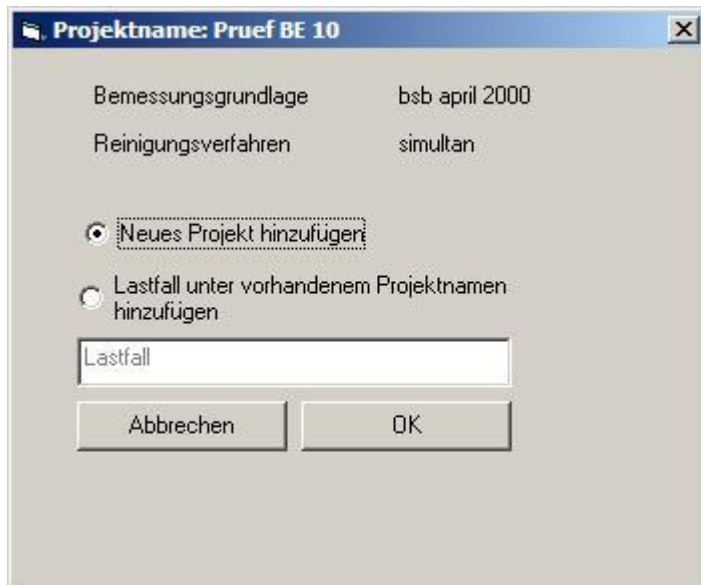 Projektname: Pruef BE 10
Bemessungsgrundlage bsb april 2000
Reinigungsverfahren simultan
Neues Projekt hinzufügen
Lastfall unter vorhandenem Projektnamen
hinzufügen
Lastfall
Abbrechen OK